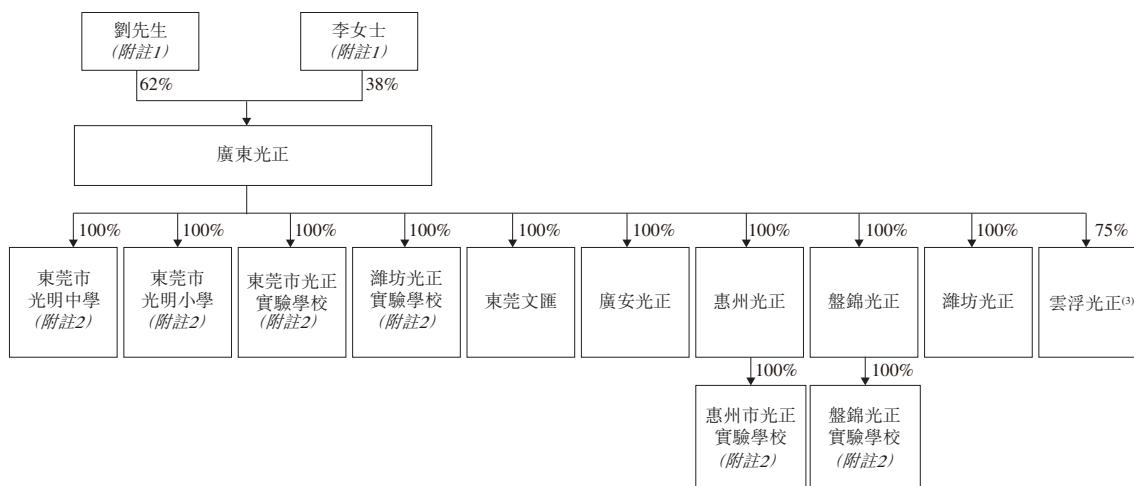 劉先生
(附註1)
李女士
(附註1)
62%
38%
廣東光正
100%
100%
100%
100%
100%
100%
100%
100%
100%
75%
東莞市
光明中學
(附註2)
東莞市
光明小學
(附註2)
東莞市光正
實驗學校
(附註2)
濰坊光正
實驗學校
(附註2)
東莞文匯
廣安光正
惠州光正
盤錦光正
濰坊光正
雲浮光正(3)
100%
100%
惠州市光正
實驗學校
(附註2)
盤錦光正
實驗學校
(附註2)